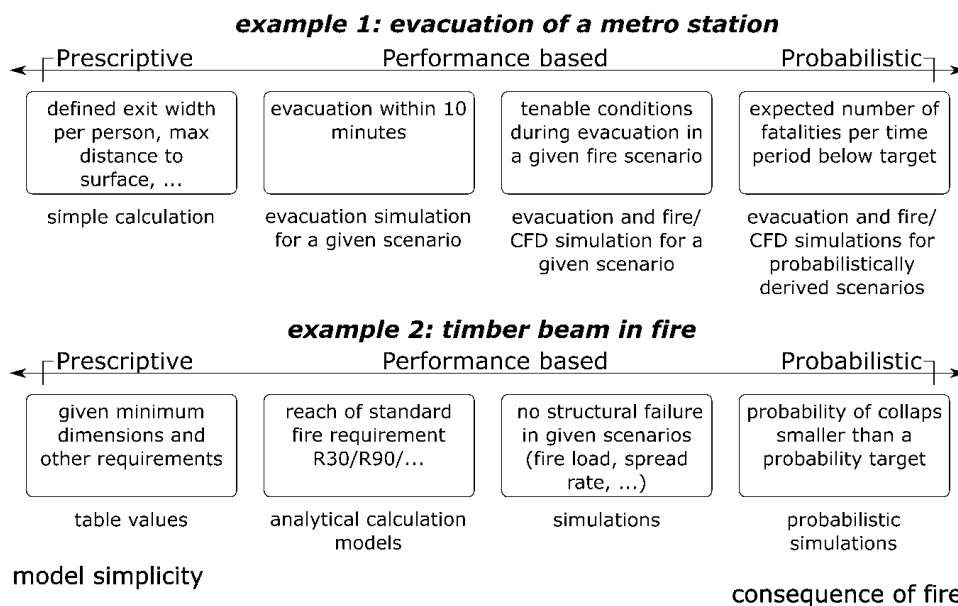 example 1: evacuation of a metro station
Prescriptive Performance based Probabilistic
defined exit width
per person, max
distance to
surface, ...
simple calculation
evacuation within 10
minutes
evacuation simulation
for a given scenario
tenable conditions
during evacuation in
a given fire scenario
evacuation and fire/
CFD simulation for a
given scenario
expected number of
fatalities per time
period below target
evacuation and fire/
CFD simulations for
probabilistically
derived scenarios
example 2: timber beam in fire
Prescriptive Performance based Probabilistic
given minimum
dimensions and
other requirements
table values
reach of standard
fire requirement
R30/R90/...
analytical calculation
models
no structural failure
in given scenarios
(fire load, spread
rate, ...)
simulations
probability of collaps
smaller than a
probability target
probabilistic
simulations
model simplicity
consequence of fire